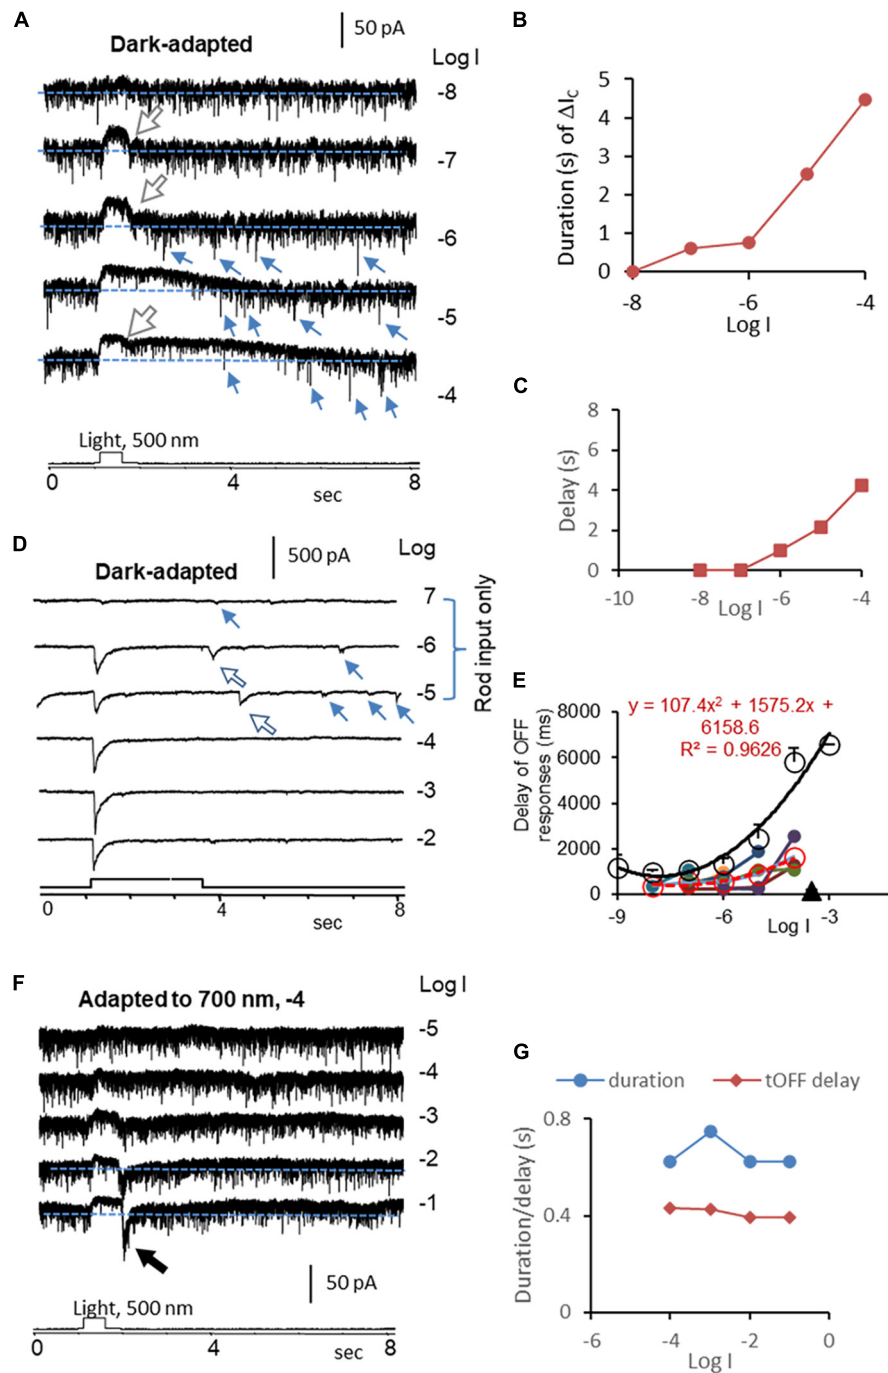 A
50 pA
Dark-adapted
Log I
-8
-7
-6
-5
-4
Light, 500 nm
0
4
8
sec
B
Duration (s) of ΔI_C
5
4
3
2
1
0
-8
-6
-4
Log I
C
Delay (s)
8
6
4
2
0
-10
-8
-6
-4
Log I
D
500 pA
Log
Dark-adapted
7
-6
-5
-4
-3
-2
Rod input only
0
4
8
sec
E
y = 107.4x² + 1575.2x +
6158.6
R² = 0.9626
Delay of OFF
responses (ms)
8000
6000
4000
2000
0
-9
-6
-3
Log I
F
Log I
Adapted to 700 nm, -4
-5
-4
-3
-2
-1
50 pA
Light, 500 nm
0
4
8
sec
G
duration
tOFF delay
Duration/delay (s)
0.8
0.4
0
-6
-4
-2
0
Log I